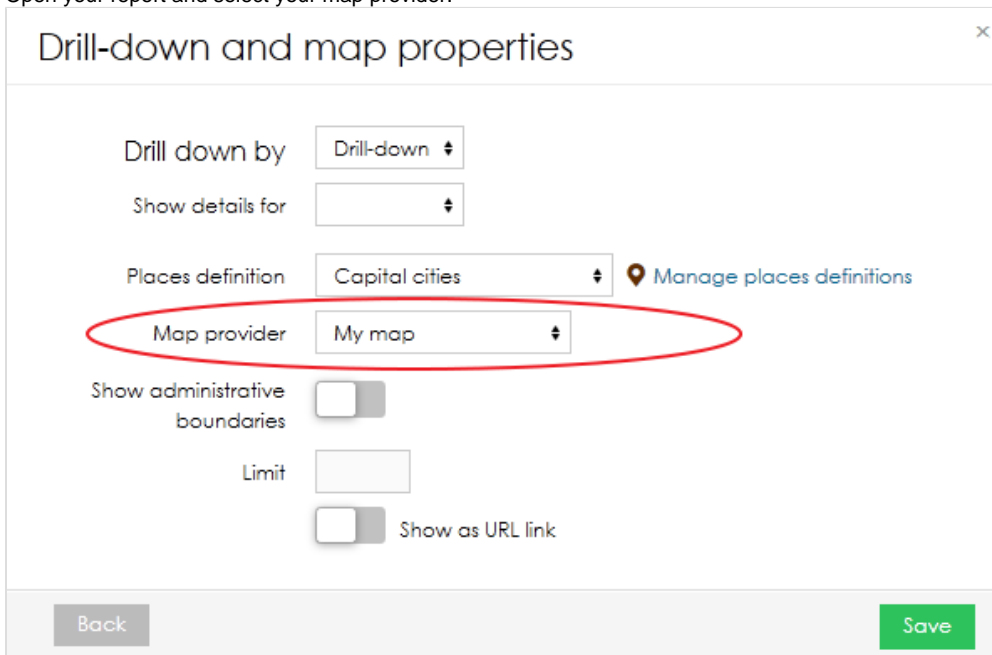 Open your report and select your map provider.
Drill-down and map properties
×
Drill down by Drill-down
Show details for
Places definition Capital cities Manage places definitions
Map provider My map
Show administrative
boundaries
Limit
Show as URL link
Back Save